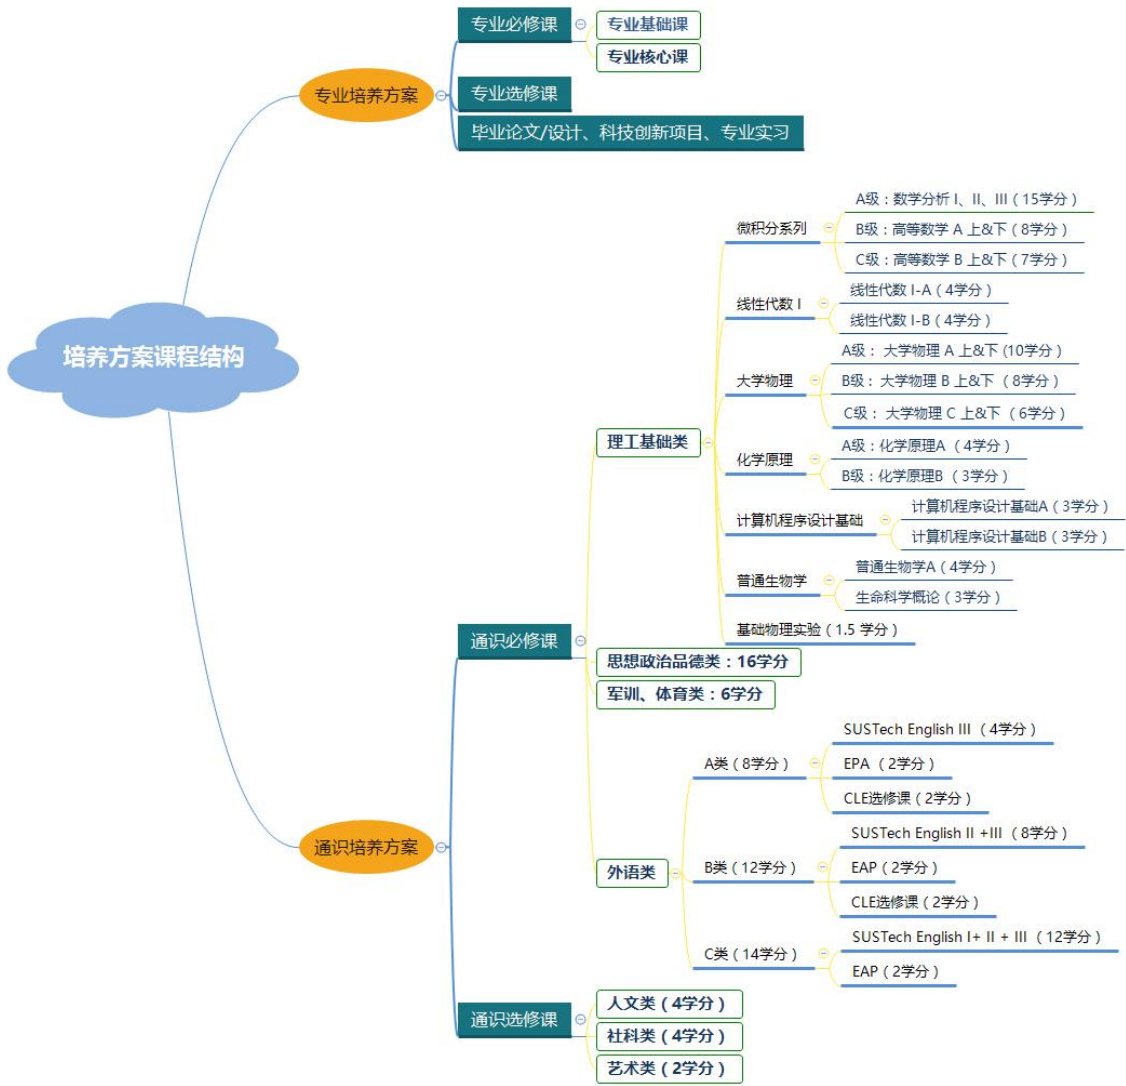 培养方案课程结构
专业培养方案
专业必修课
专业基础课
专业核心课
专业选修课
毕业论文/设计、科技创新项目、专业实习
通识培养方案
通识必修课
理工基础类
微积分系列
A级：数学分析 I、II、III（15学分）
B级：高等数学 A 上&下（8学分）
C级：高等数学 B 上&下（7学分）
线性代数 I
线性代数 I-A（4学分）
线性代数 I-B（4学分）
大学物理
A级： 大学物理 A 上&下 (10学分）
B级： 大学物理 B 上&下 （8学分）
C级： 大学物理 C 上&下 （6学分）
化学原理
A级：化学原理A （4学分）
B级：化学原理B （3学分）
计算机程序设计基础
计算机程序设计基础A（3学分）
计算机程序设计基础B（3学分）
普通生物学
普通生物学A（4学分）
生命科学概论（3学分）
基础物理实验（1.5 学分）
思想政治品德类：16学分
军训、体育类：6学分
外语类
A类（8学分）
SUSTech English III （4学分）
EPA （2学分）
CLE选修课（2学分）
B类（12学分）
SUSTech English II +III （8学分）
EAP（2学分）
CLE选修课（2学分）
C类（14学分）
SUSTech English I+ II + III （12学分）
EAP（2学分）
通识选修课
人文类（4学分）
社科类（4学分）
艺术类（2学分）